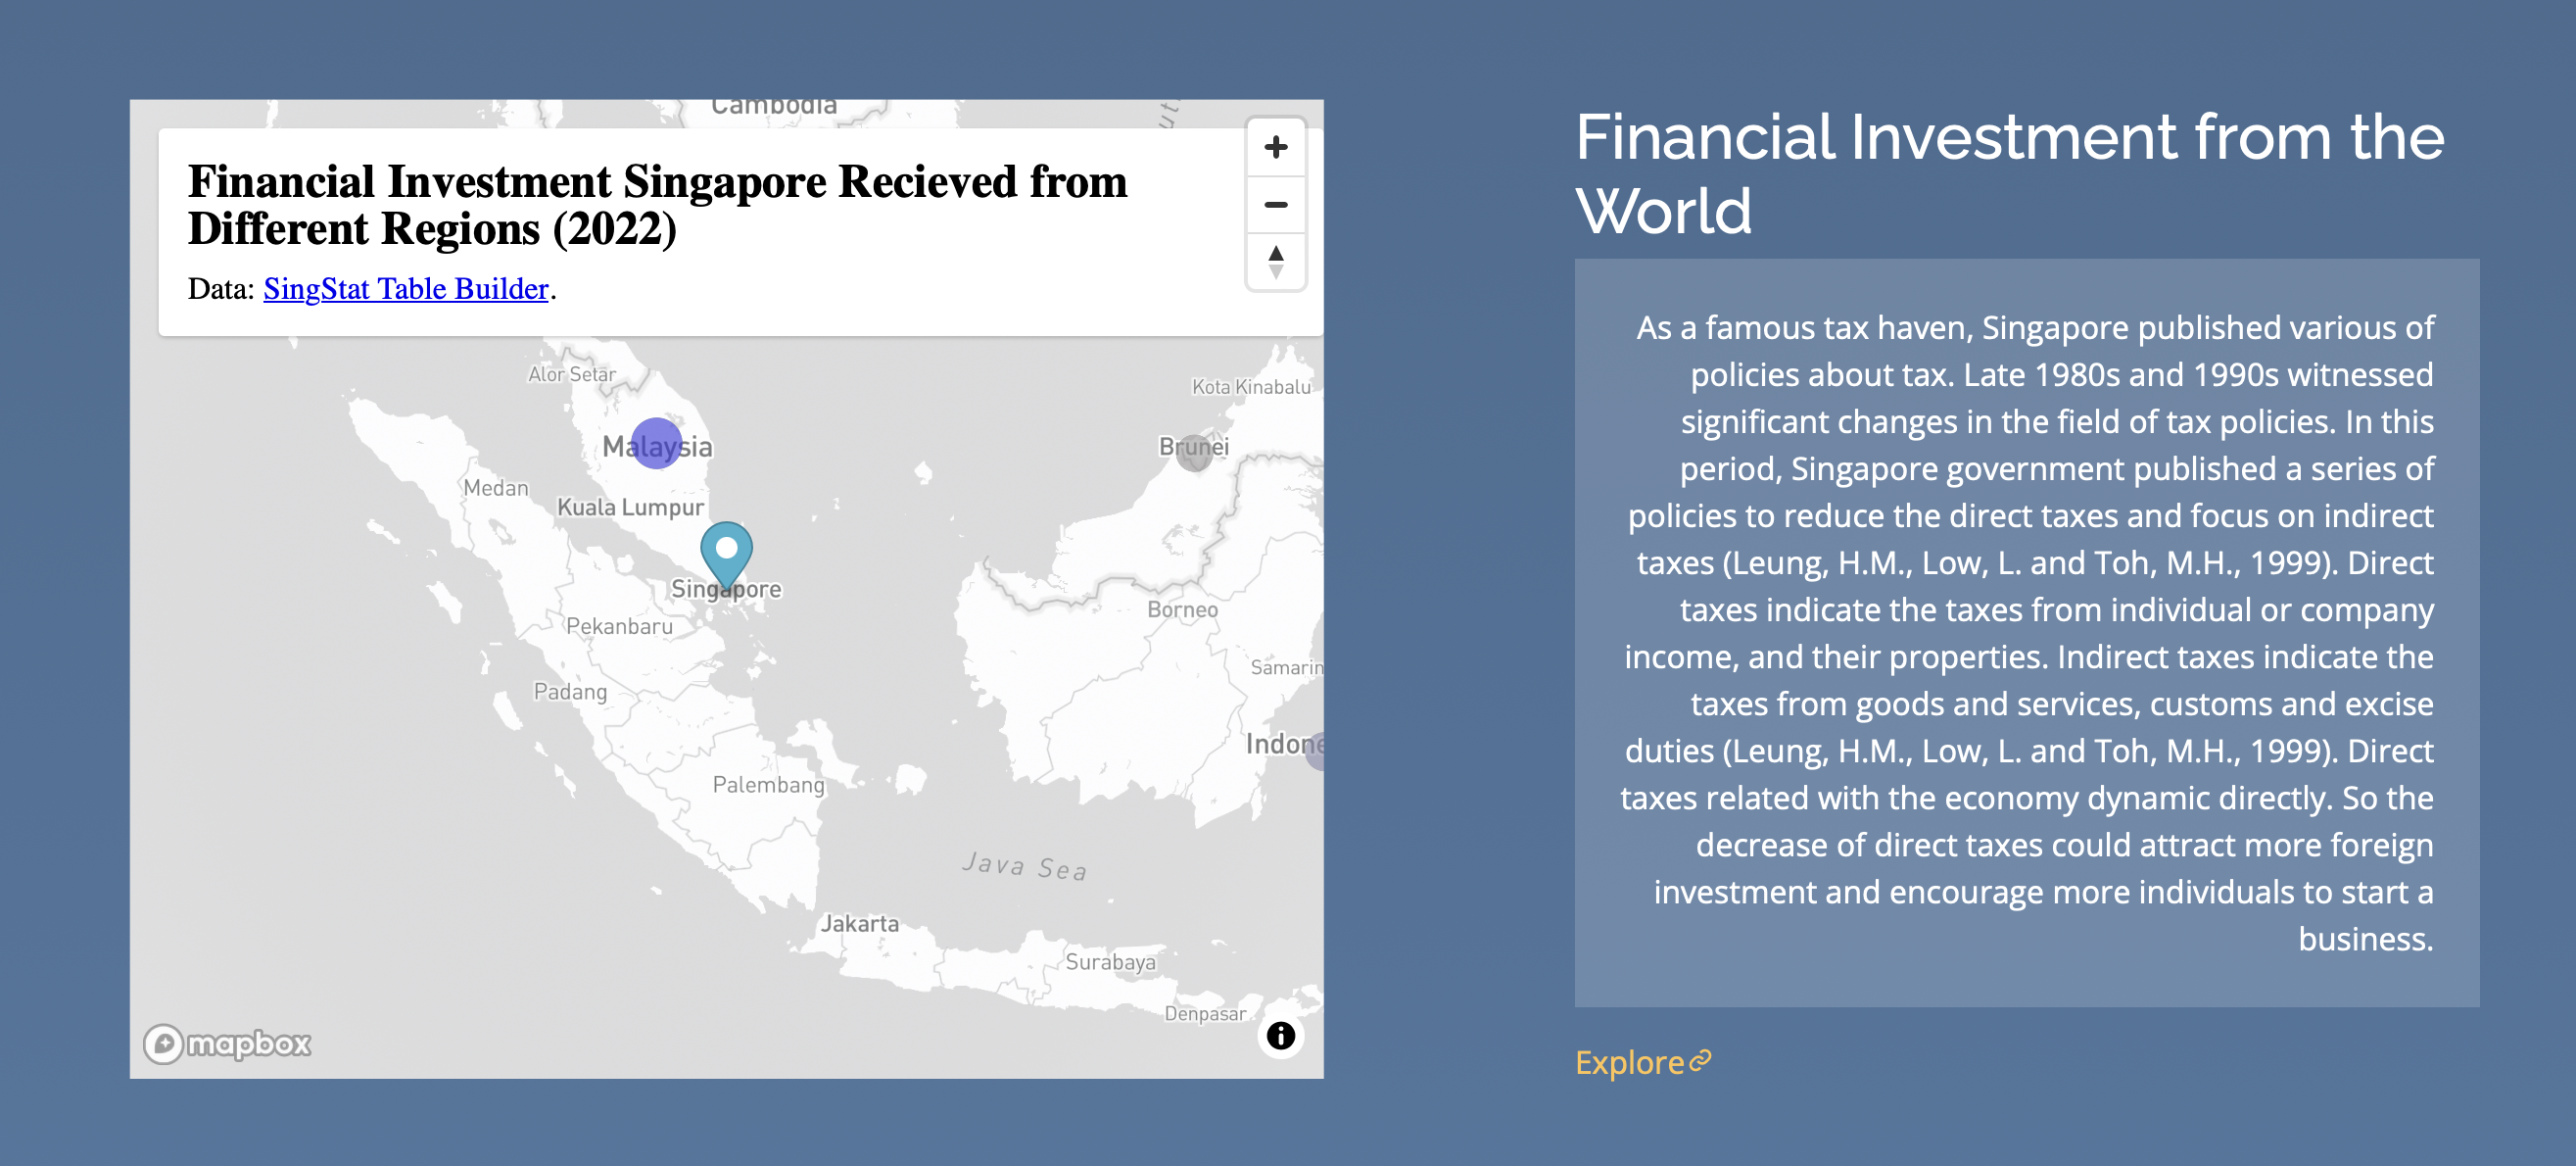 Cambodia
Financial Investment Singapore Recieved from
Different Regions (2022)
Data: SingStat Table Builder.
Alor Setar
Kota Kinabalu
Malaysia
Brunei
Medan
Kuala Lumpur
Singapore
Borneo
Pekanbaru
Samarin
Padang
Indone
Palembang
Java Sea
Jakarta
Surabaya
Denpasar
mapbox
Financial Investment from the
World
As a famous tax haven, Singapore published various of
policies about tax. Late 1980s and 1990s witnessed
significant changes in the field of tax policies. In this
period, Singapore government published a series of
policies to reduce the direct taxes and focus on indirect
taxes (Leung, H.M., Low, L. and Toh, M.H., 1999). Direct
taxes indicate the taxes from individual or company
income, and their properties. Indirect taxes indicate the
taxes from goods and services, customs and excise
duties (Leung, H.M., Low, L. and Toh, M.H., 1999). Direct
taxes related with the economy dynamic directly. So the
decrease of direct taxes could attract more foreign
investment and encourage more individuals to start a
business.
Explore